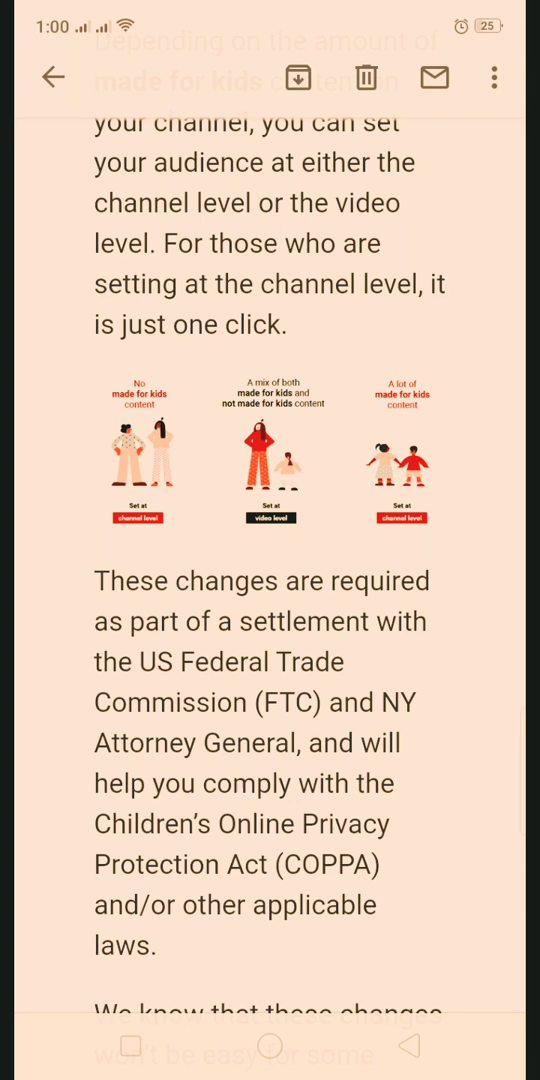 1:00
25
Depending on the amount of
made for kids content on
your channel, you can set
your audience at either the
channel level or the video
level. For those who are
setting at the channel level, it
is just one click.
No
made for kids
content
Set at
channel level
A mix of both
made for kids and
not made for kids content
Set at
video level
A lot of
made for kids
content
Set at
channel level
These changes are required
as part of a settlement with
the US Federal Trade
Commission (FTC) and NY
Attorney General, and will
help you comply with the
Children’s Online Privacy
Protection Act (COPPA)
and/or other applicable
laws.
We know that these changes
won't be easy for some